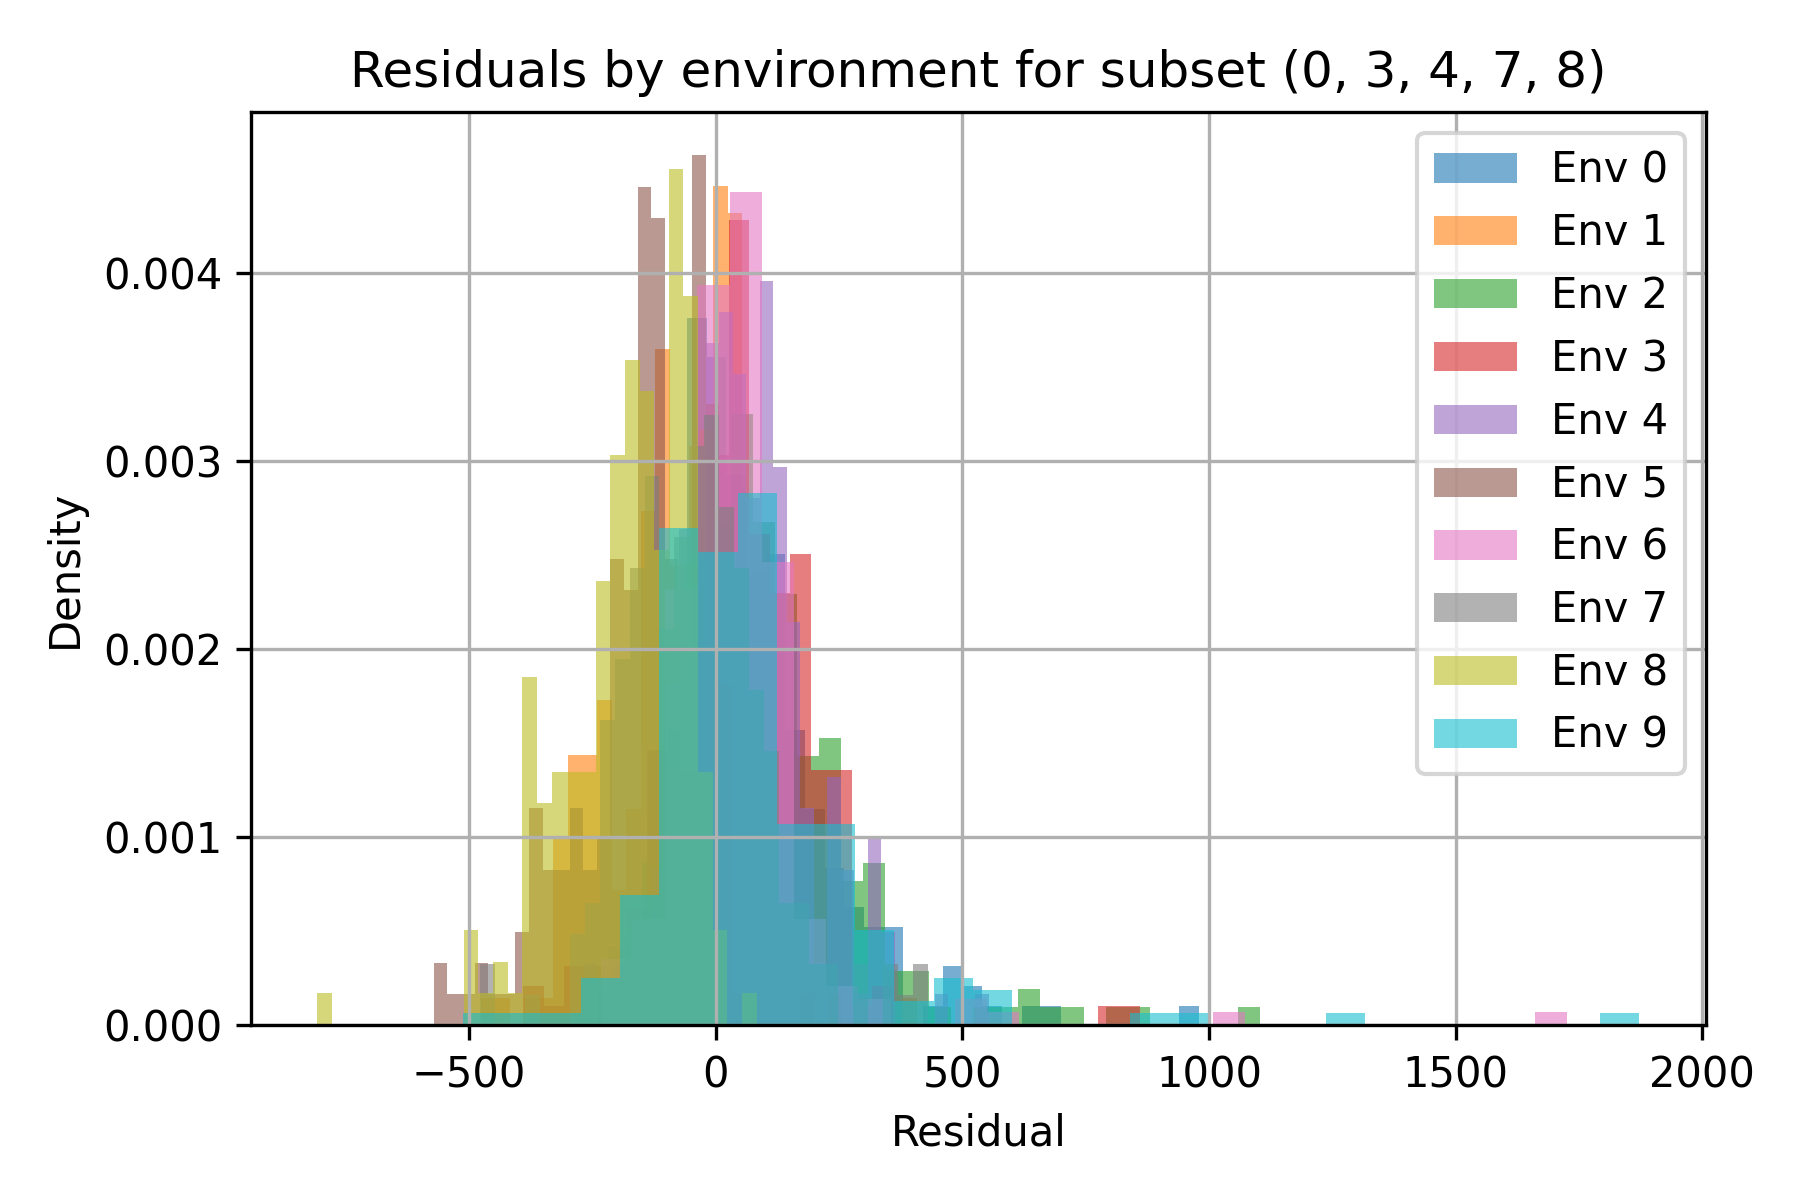 Residuals by environment for subset (0, 3, 4, 7, 8)
Density
0.004
0.003
0.002
0.001
0.000
−500
0
500
1000
1500
2000
Residual
Env 0
Env 1
Env 2
Env 3
Env 4
Env 5
Env 6
Env 7
Env 8
Env 9